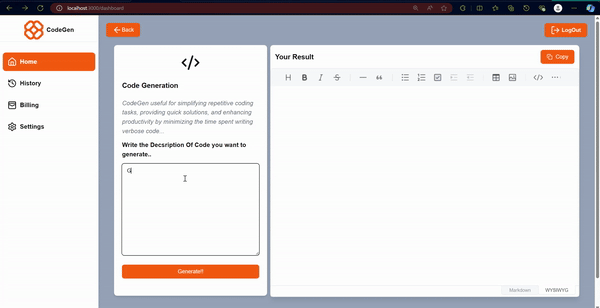 localhost:3000/dashboard
CodeGen
Back
LogOut
Home
History
Billing
Settings
</>
Code Generation
CodeGen useful for simplifying repetitive coding
tasks, providing quick solutions, and enhancing
productivity by minimizing the time spent writing
verbose code...
Write the Decsription Of Code you want to
generate..
G
Generate!!
Your Result
Copy
H B I S
Markdown
WYSIWYG